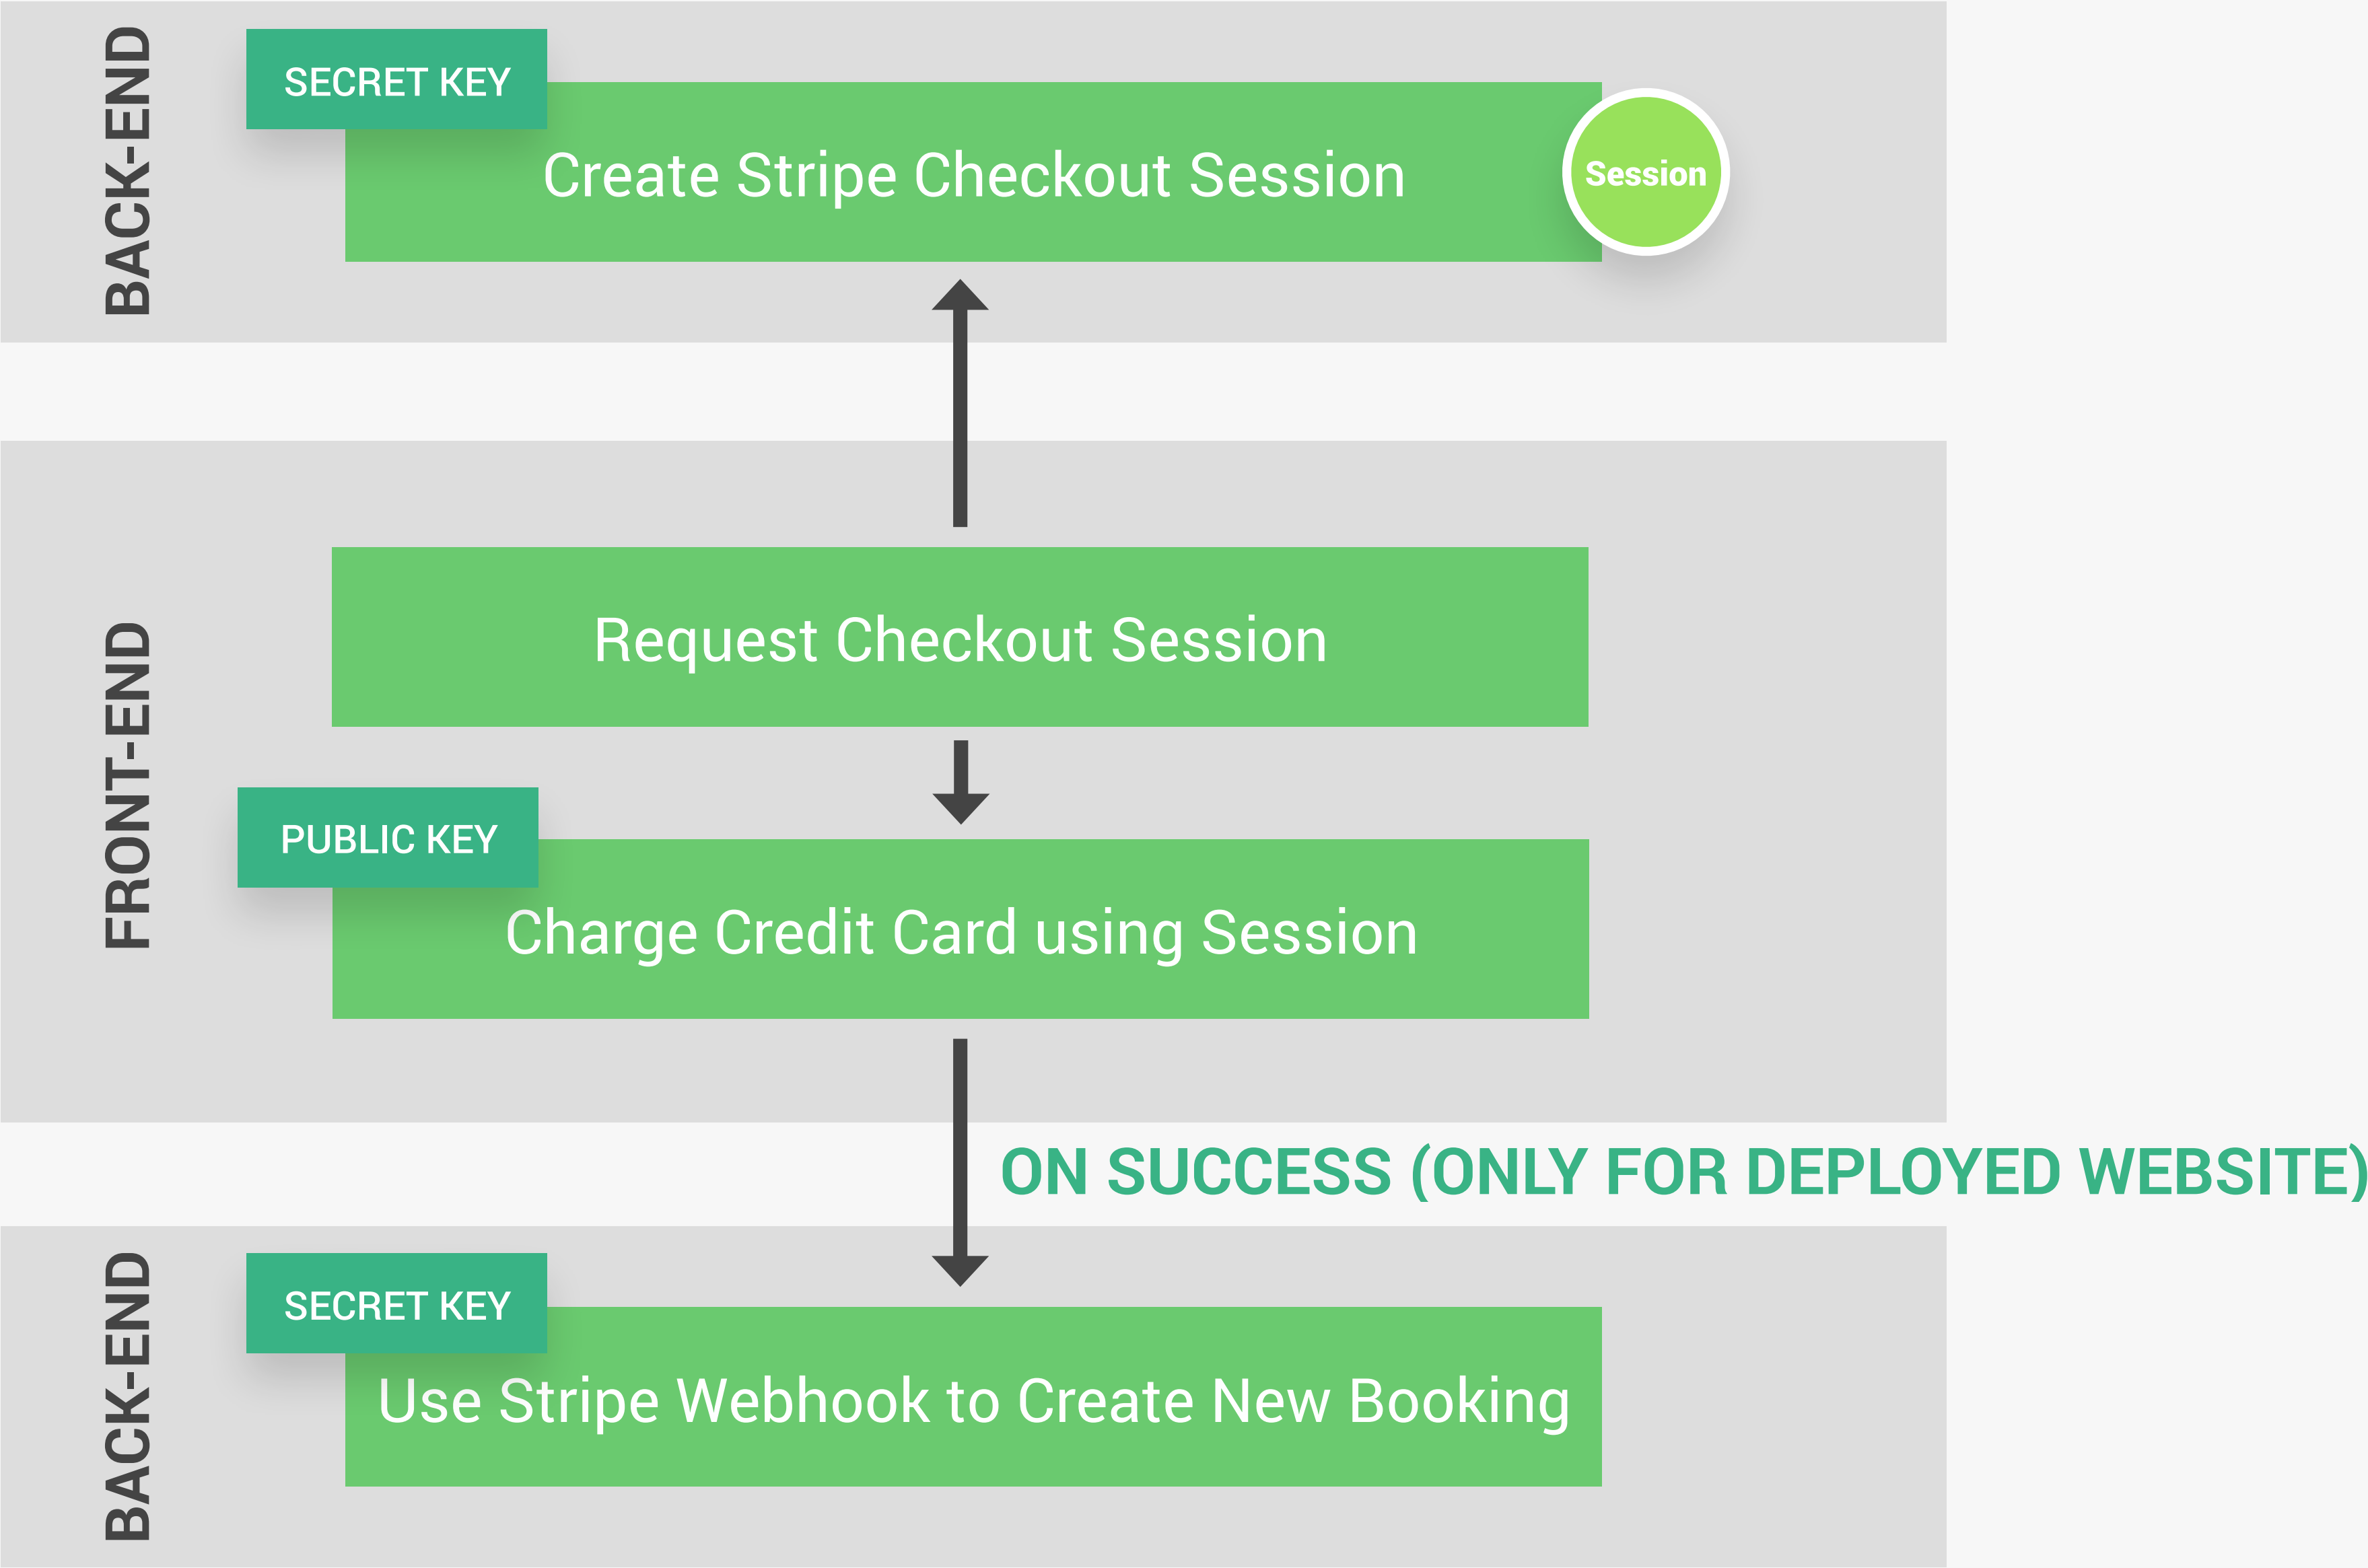 BACK-END
SECRET KEY
Create Stripe Checkout Session
Session
FRONT-END
Request Checkout Session
PUBLIC KEY
Charge Credit Card using Session
ON SUCCESS (ONLY FOR DEPLOYED WEBSITE)
BACK-END
SECRET KEY
Use Stripe Webhook to Create New Booking